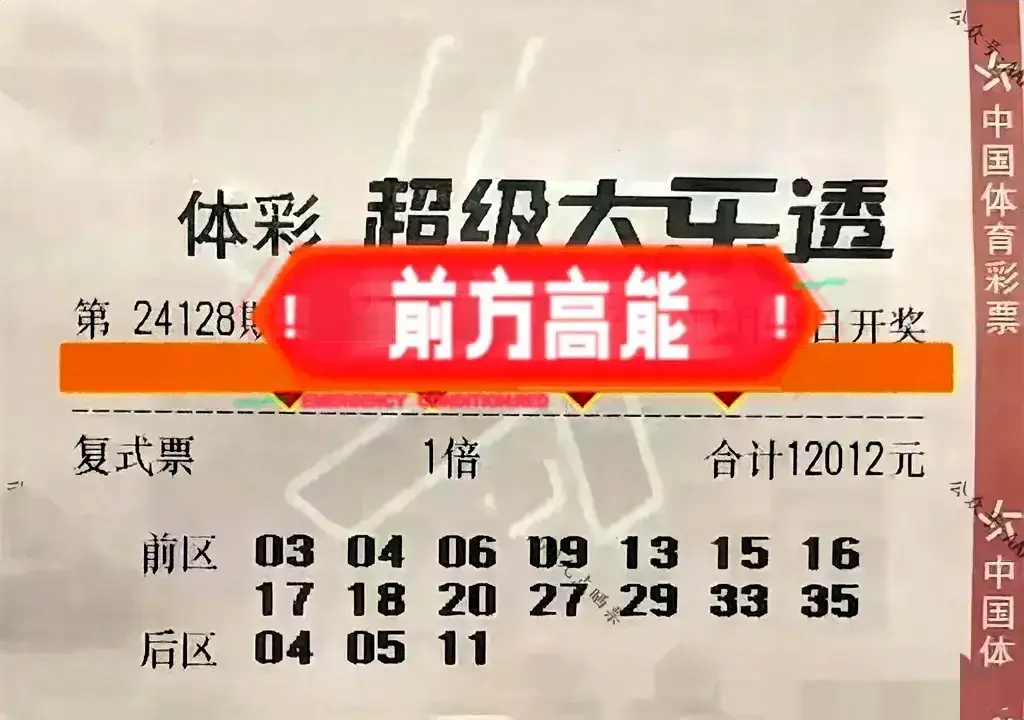 体彩 超级大乐透
! 前方高能 !
第 24128期
日开奖
EMERGENCY CONDITION:RED
复式票 1倍 合计12012元
前区 03 04 06 09 13 15 16
17 18 20 27 29 33 35
后区 04 05 11
中国体育彩票
中国体